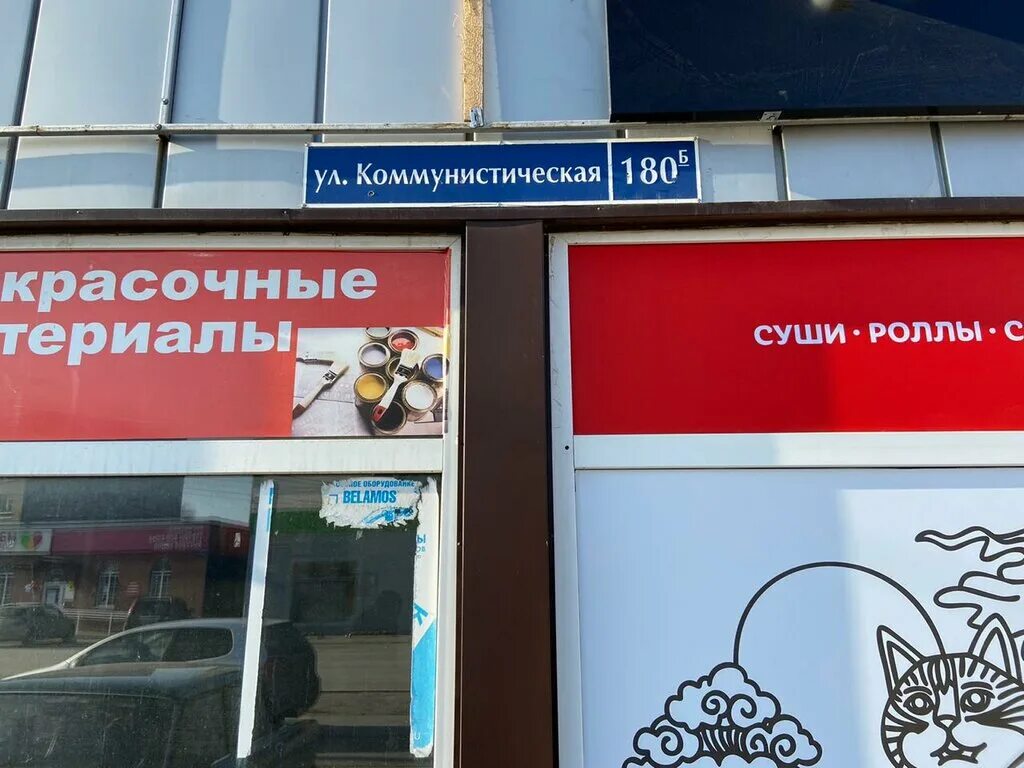 ул. Коммунистическая 180Б
красочные
териалы
СУШИ · РОЛЛЫ · С
BELAMOS